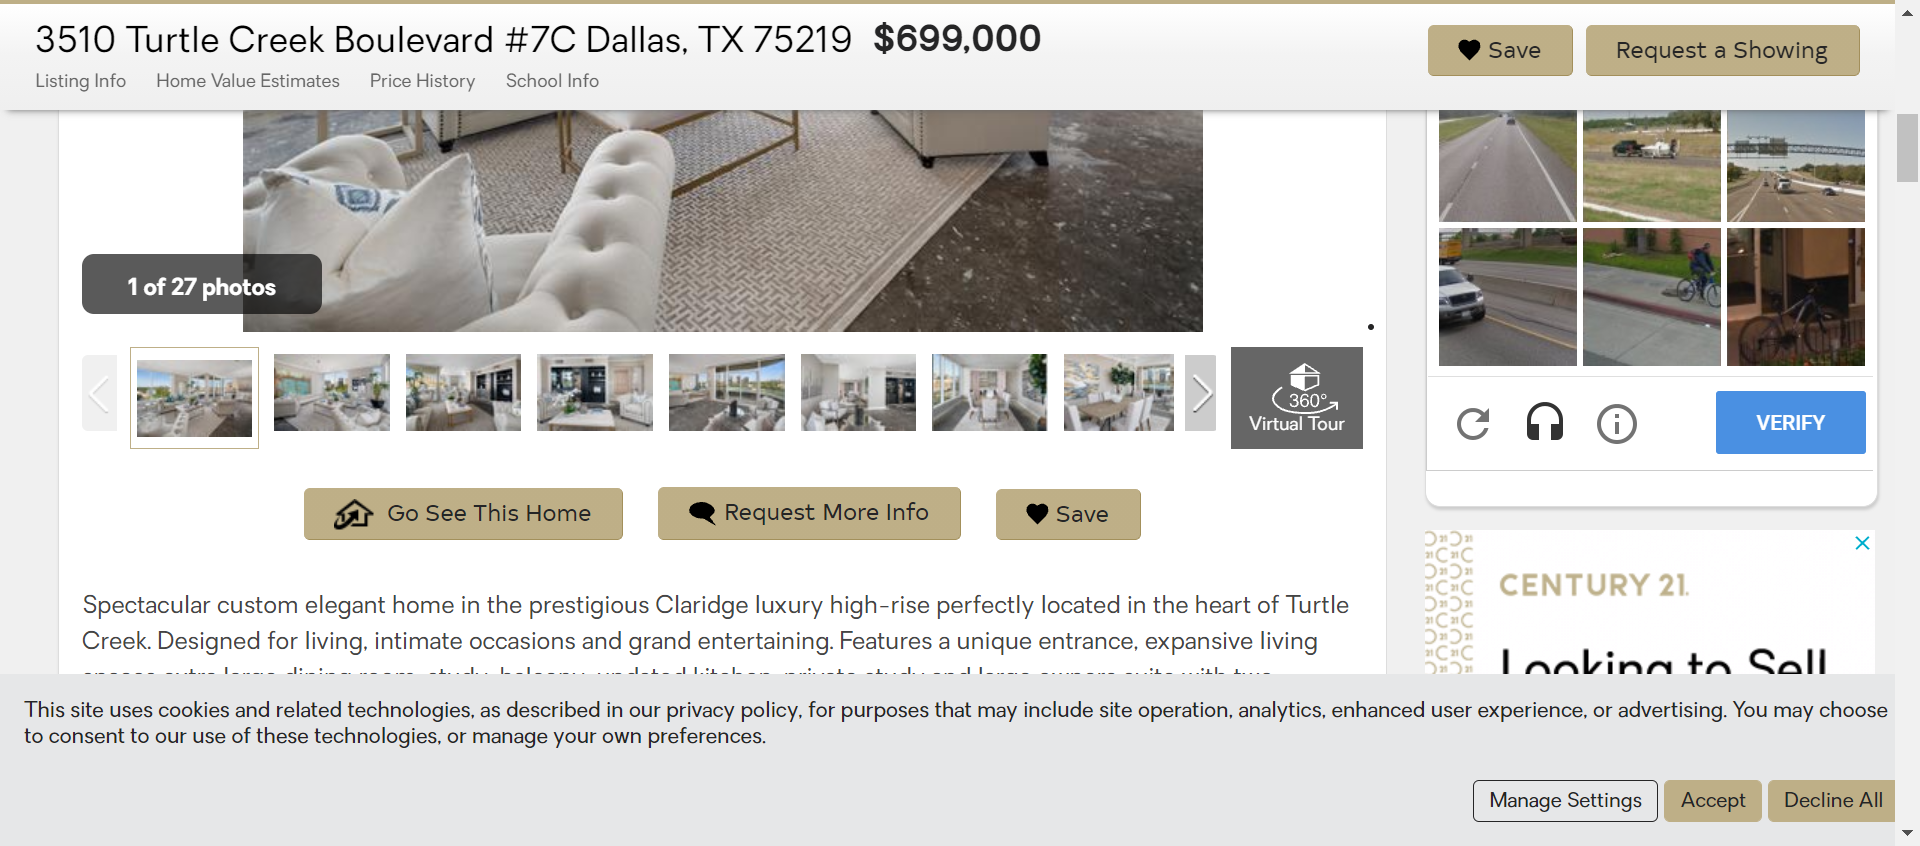 3510 Turtle Creek Boulevard #7C Dallas, TX 75219 $699,000
Save
Request a Showing
Listing Info Home Value Estimates Price History School Info
1 of 27 photos
360°
Virtual Tour
VERIFY
Go See This Home
Request More Info
Save
Spectacular custom elegant home in the prestigious Claridge luxury high-rise perfectly located in the heart of Turtle
Creek. Designed for living, intimate occasions and grand entertaining. Features a unique entrance, expansive living
CENTURY 21.
Looking to Sell
This site uses cookies and related technologies, as described in our privacy policy, for purposes that may include site operation, analytics, enhanced user experience, or advertising. You may choose
to consent to our use of these technologies, or manage your own preferences.
Manage Settings
Accept
Decline All